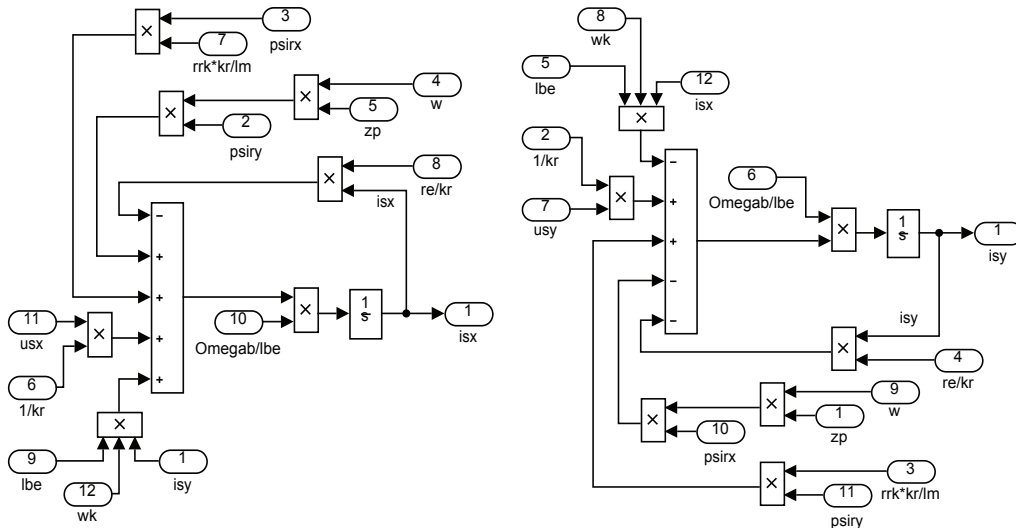 3
psirx
7
rrk*kr/lm
×
4
w
5
zp
×
2
psiry
×
8
re/kr
×
isx
−
+
+
+
+
11
usx
6
1/kr
×
×
9
lbe
12
wk
1
isy
10
Omegab/lbe
×
1
s
1
isx
8
wk
5
lbe
12
isx
×
2
1/kr
7
usy
×
−
+
+
−
−
6
Omegab/lbe
×
1
s
1
isy
isy
×
4
re/kr
9
w
×
1
zp
×
10
psirx
3
rrk*kr/lm
×
11
psiry